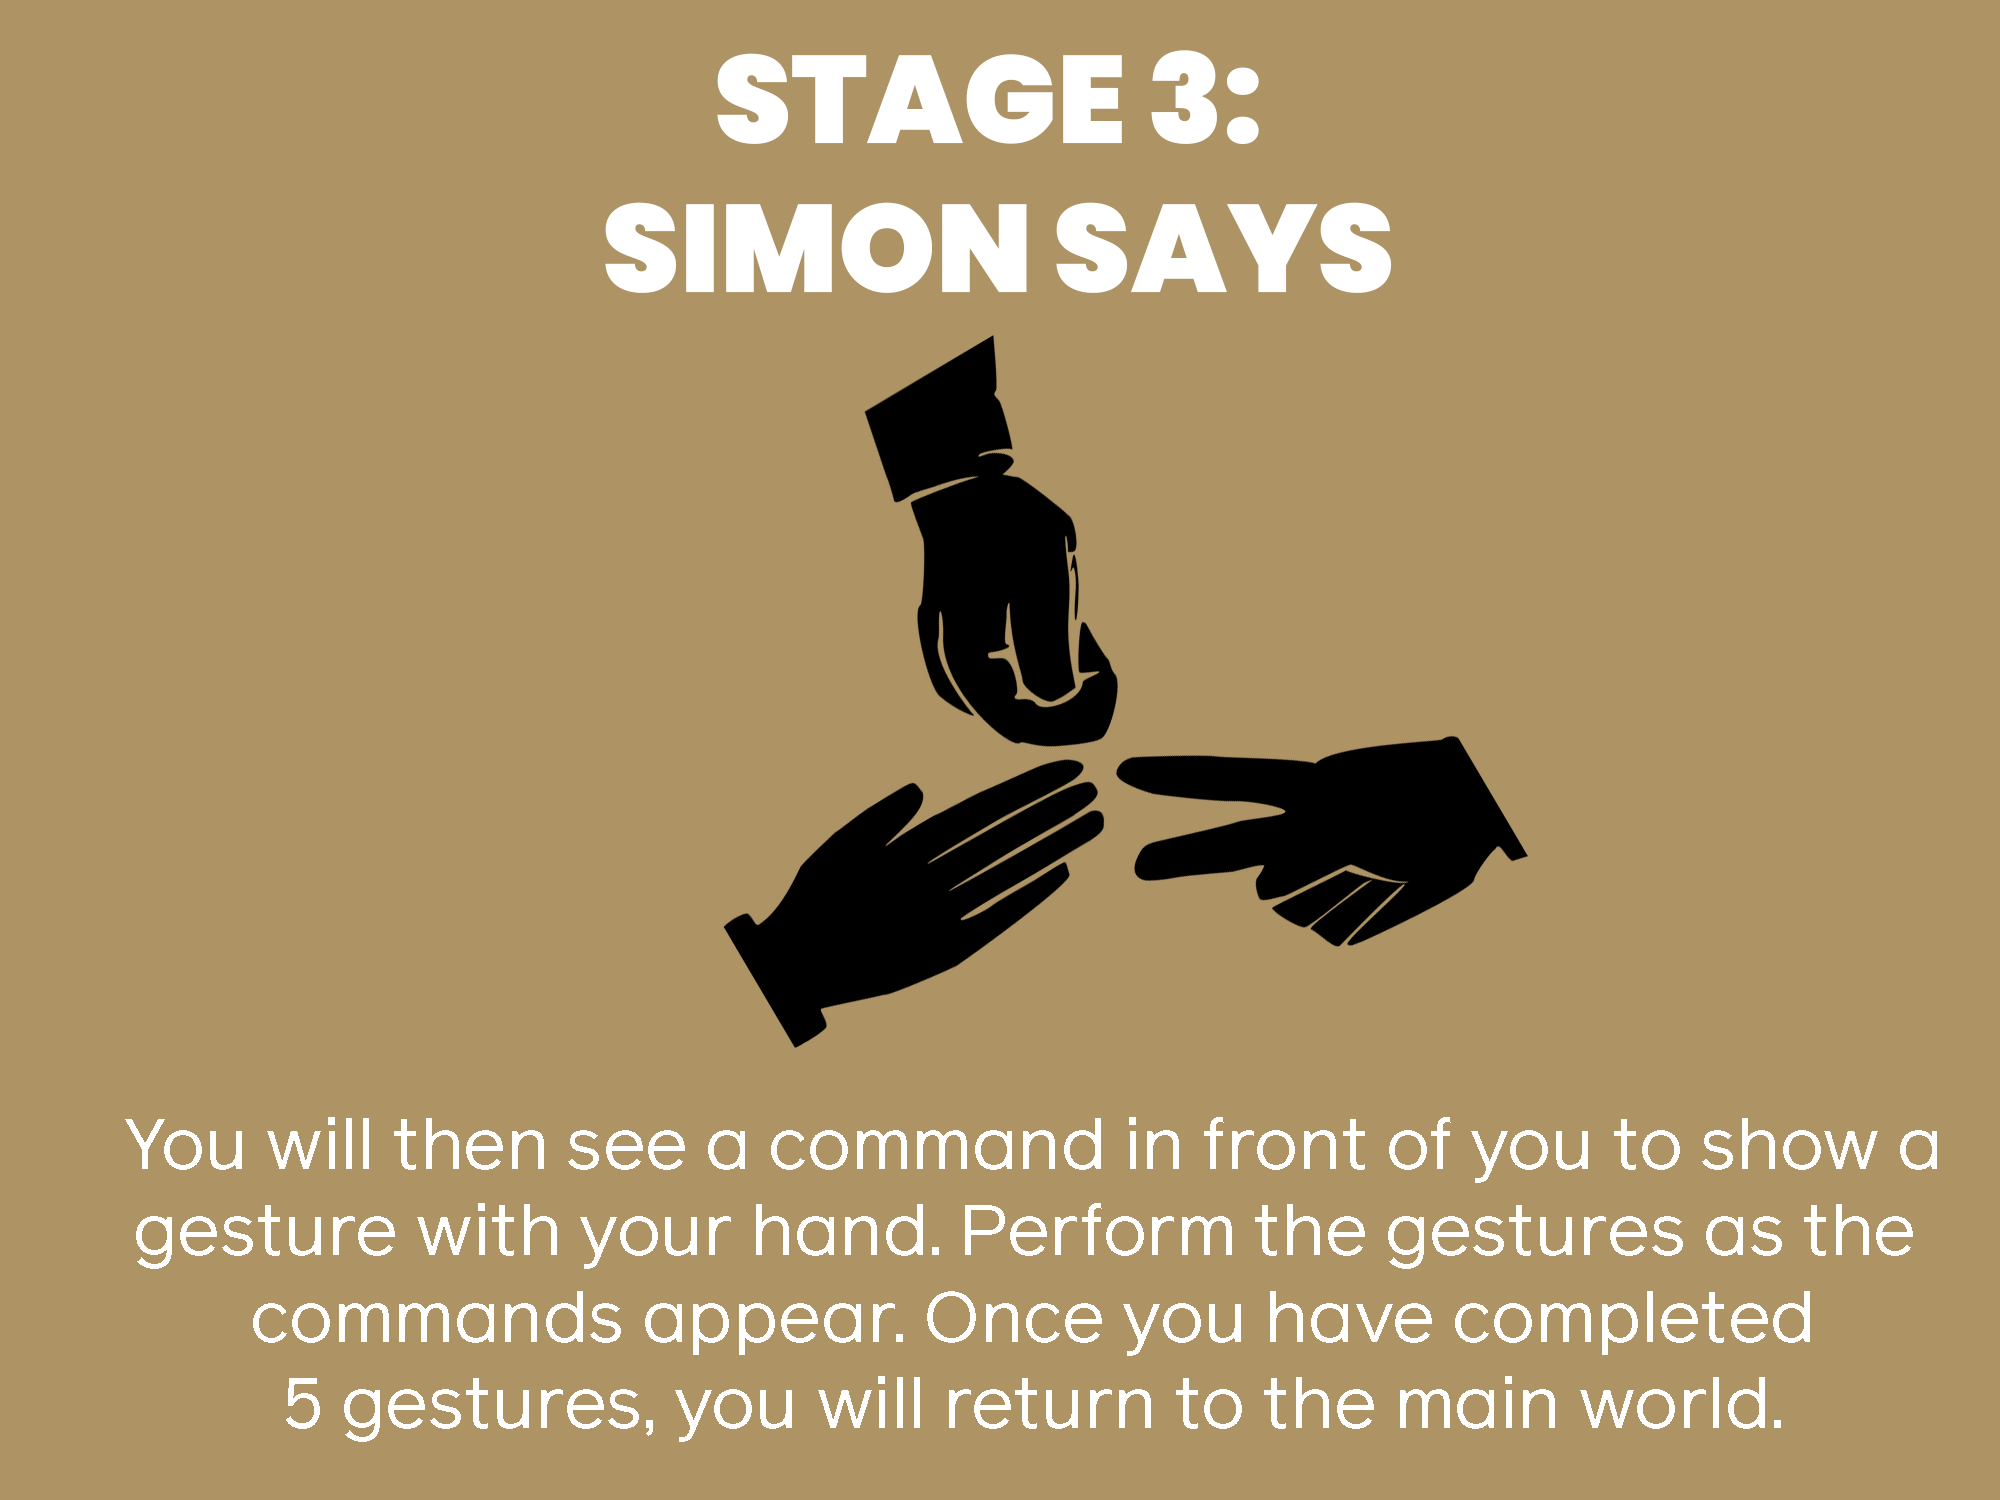 STAGE 3:
SIMON SAYS
You will then see a command in front of you to show a
gesture with your hand. Perform the gestures as the
commands appear. Once you have completed
5 gestures, you will return to the main world.